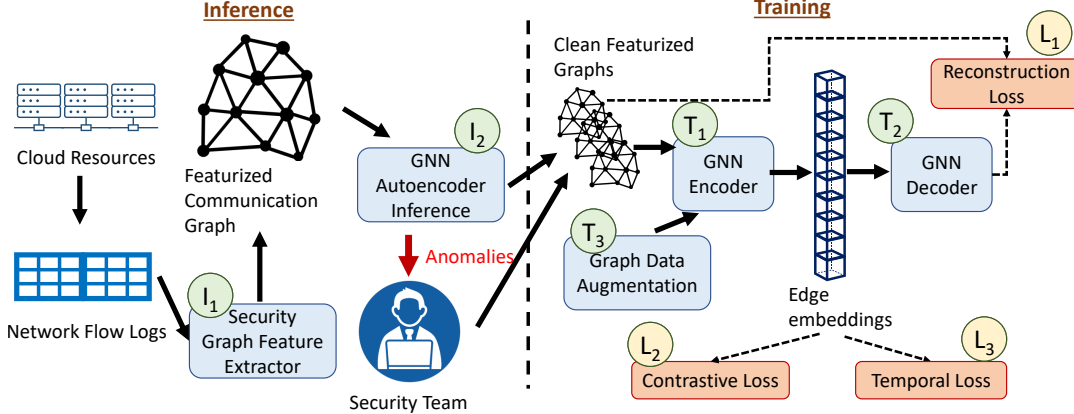 Inference
Cloud Resources
Network Flow Logs
I1
Security
Graph Feature
Extractor
Featurized
Communication
Graph
I2
GNN
Autoencoder
Inference
Anomalies
Security Team
Training
Clean Featurized
Graphs
T1
GNN
Encoder
T3
Graph Data
Augmentation
Edge
embeddings
T2
GNN
Decoder
L1
Reconstruction
Loss
L2
Contrastive Loss
L3
Temporal Loss